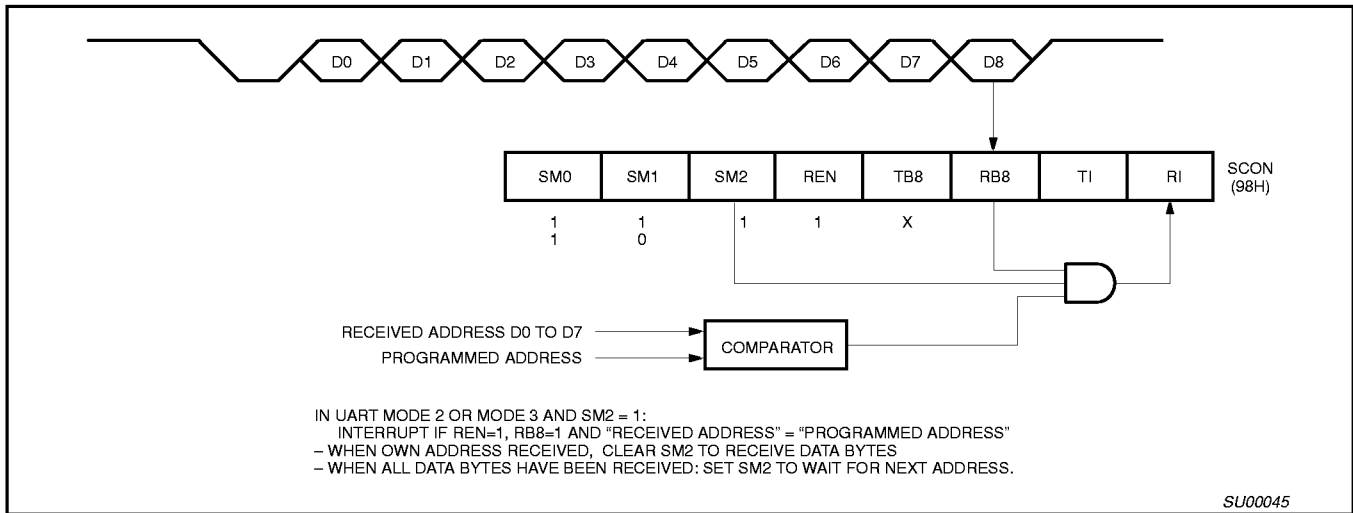 D0 D1 D2 D3 D4 D5 D6 D7 D8
SM0 SM1 SM2 REN TB8 RB8 TI RI
SCON
(98H)
1 1 1 1 X
1 0
RECEIVED ADDRESS D0 TO D7
PROGRAMMED ADDRESS
COMPARATOR
IN UART MODE 2 OR MODE 3 AND SM2 = 1:
INTERRUPT IF REN=1, RB8=1 AND “RECEIVED ADDRESS” = “PROGRAMMED ADDRESS”
– WHEN OWN ADDRESS RECEIVED, CLEAR SM2 TO RECEIVE DATA BYTES
– WHEN ALL DATA BYTES HAVE BEEN RECEIVED: SET SM2 TO WAIT FOR NEXT ADDRESS.
SU00045